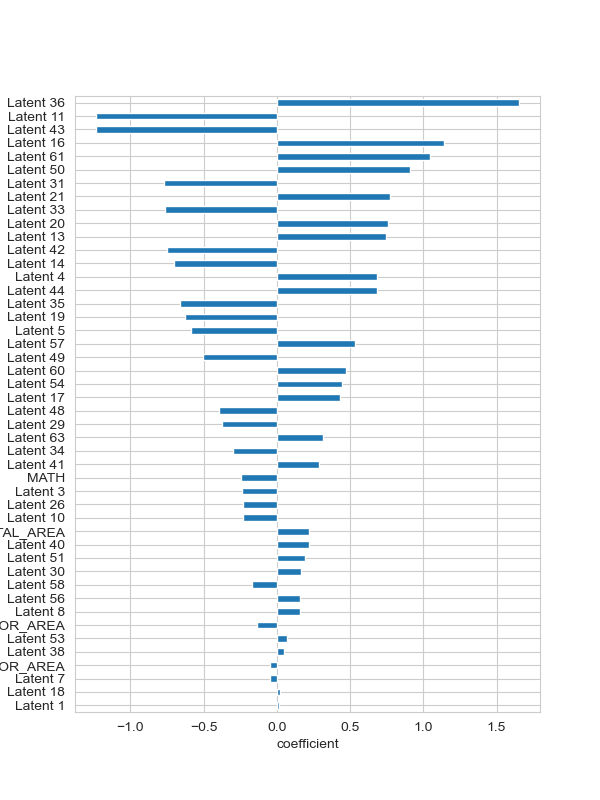 Latent 36
Latent 11
Latent 43
Latent 16
Latent 61
Latent 50
Latent 31
Latent 21
Latent 33
Latent 20
Latent 13
Latent 42
Latent 14
Latent 4
Latent 44
Latent 35
Latent 19
Latent 5
Latent 57
Latent 49
Latent 60
Latent 54
Latent 17
Latent 48
Latent 29
Latent 63
Latent 34
Latent 41
MATH
Latent 3
Latent 26
Latent 10
TAL_AREA
Latent 40
Latent 51
Latent 30
Latent 58
Latent 56
Latent 8
OR_AREA
Latent 53
Latent 38
OR_AREA
Latent 7
Latent 18
Latent 1
−1.0 −0.5 0.0 0.5 1.0 1.5
coefficient